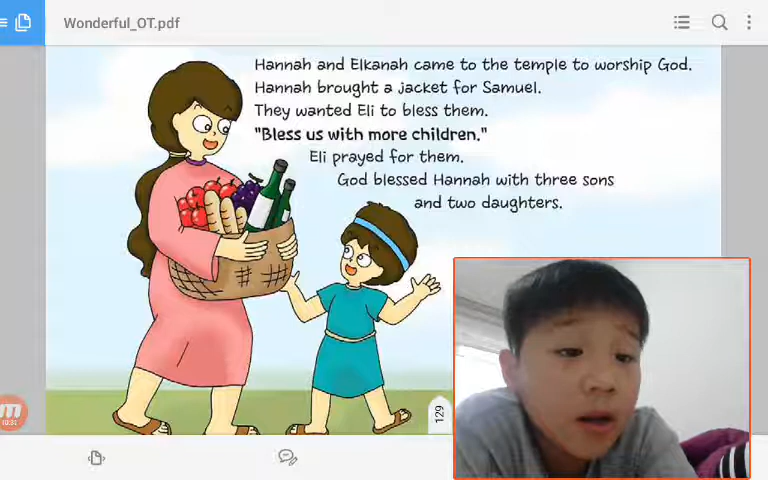 Wonderful_OT.pdf
Hannah and Elkanah came to the temple to worship God.
Hannah brought a jacket for Samuel.
They wanted Eli to bless them.
"Bless us with more children."
Eli prayed for them.
God blessed Hannah with three sons
and two daughters.
129
10:31